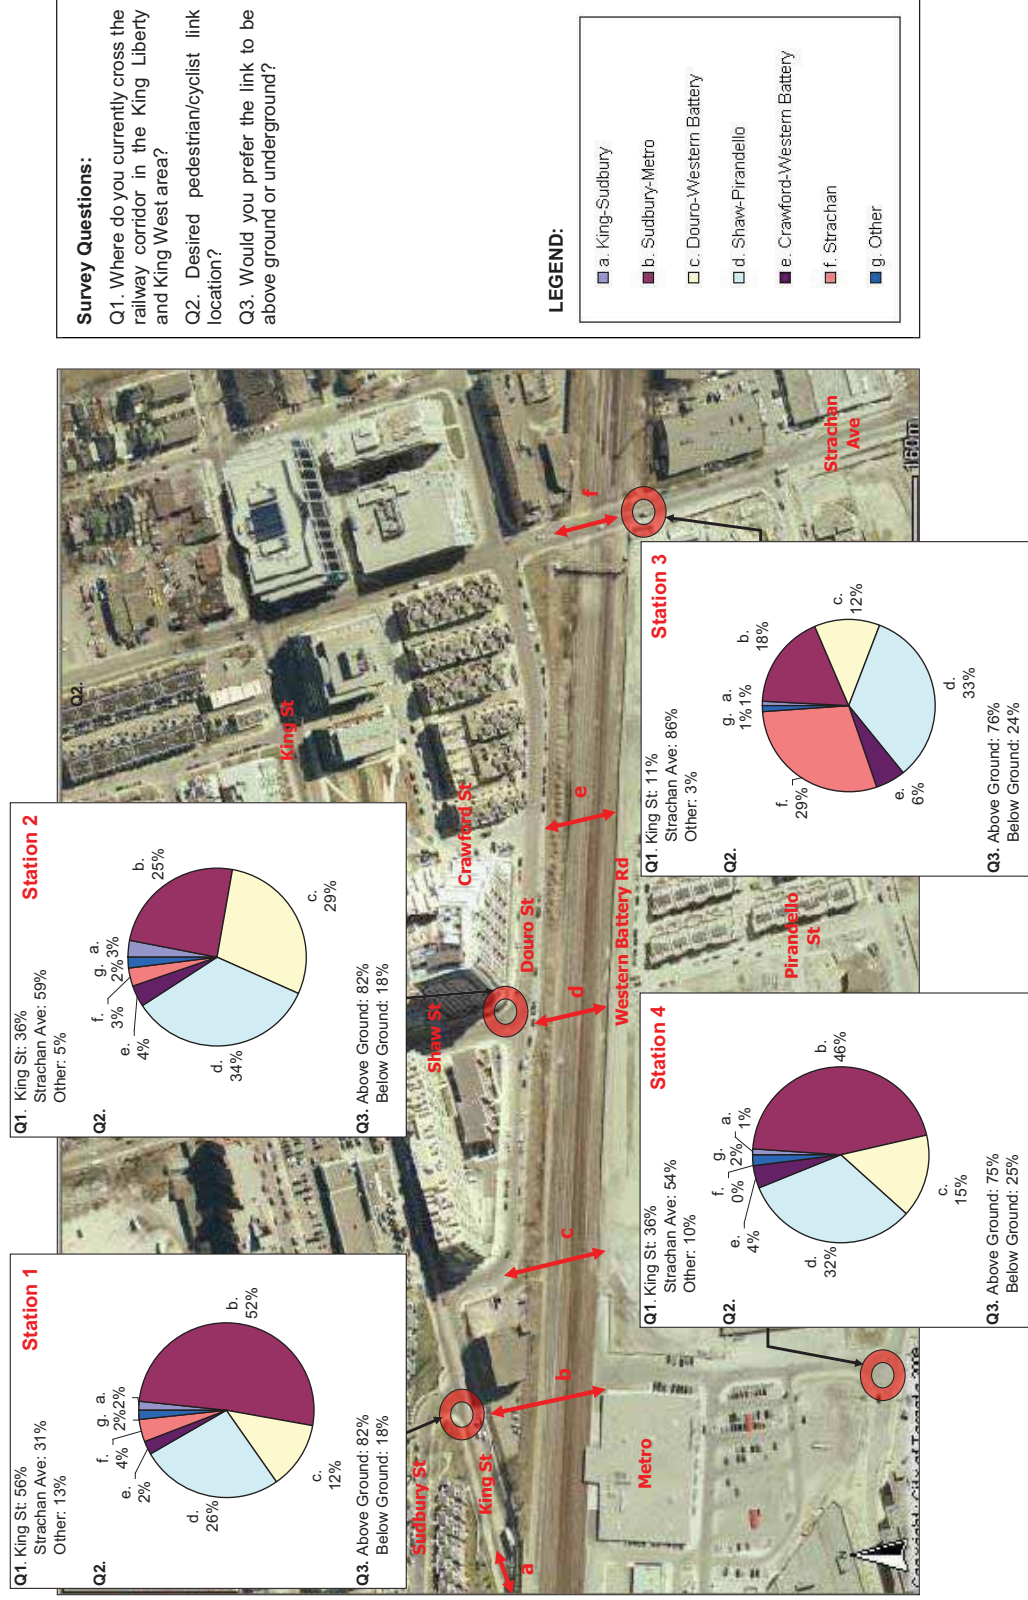 Survey Questions:
Q1. Where do you currently cross the
railway corridor in the King Liberty
and King West area?
Q2. Desired pedestrian/cyclist link
location?
Q3. Would you prefer the link to be
above ground or underground?
LEGEND:
a. King-Sudbury
b. Sudbury-Metro
c. Douro-Western Battery
d. Shaw-Pirandello
e. Crawford-Western Battery
f. Strachan
g. Other
Station 1
Q1. King St: 56%
Strachan Ave: 31%
Other: 13%
Q2.
a.
2%
b.
52%
c.
12%
d.
26%
e.
2%
f.
4%
g.
2%
Q3. Above Ground: 82%
Below Ground: 18%
Station 2
Q1. King St: 36%
Strachan Ave: 59%
Other: 5%
Q2.
a.
3%
b.
25%
c.
29%
d.
34%
e.
4%
f.
3%
g.
2%
Q3. Above Ground: 82%
Below Ground: 18%
Station 4
Q1. King St: 36%
Strachan Ave: 54%
Other: 10%
Q2.
a.
1%
b.
46%
c.
15%
d.
32%
e.
4%
f.
0%
g.
2%
Q3. Above Ground: 75%
Below Ground: 25%
Station 3
Q1. King St: 11%
Strachan Ave: 86%
Other: 3%
Q2.
a.
1%
b.
18%
c.
12%
d.
33%
e.
6%
f.
29%
g.
1%
Q3. Above Ground: 76%
Below Ground: 24%
Q2.
King St
Crawford St
Shaw St
Douro St
Sudbury St
King St
Western Battery Rd
Metro
Pirandello
St
Strachan
Ave
a
b
c
d
e
f
160m